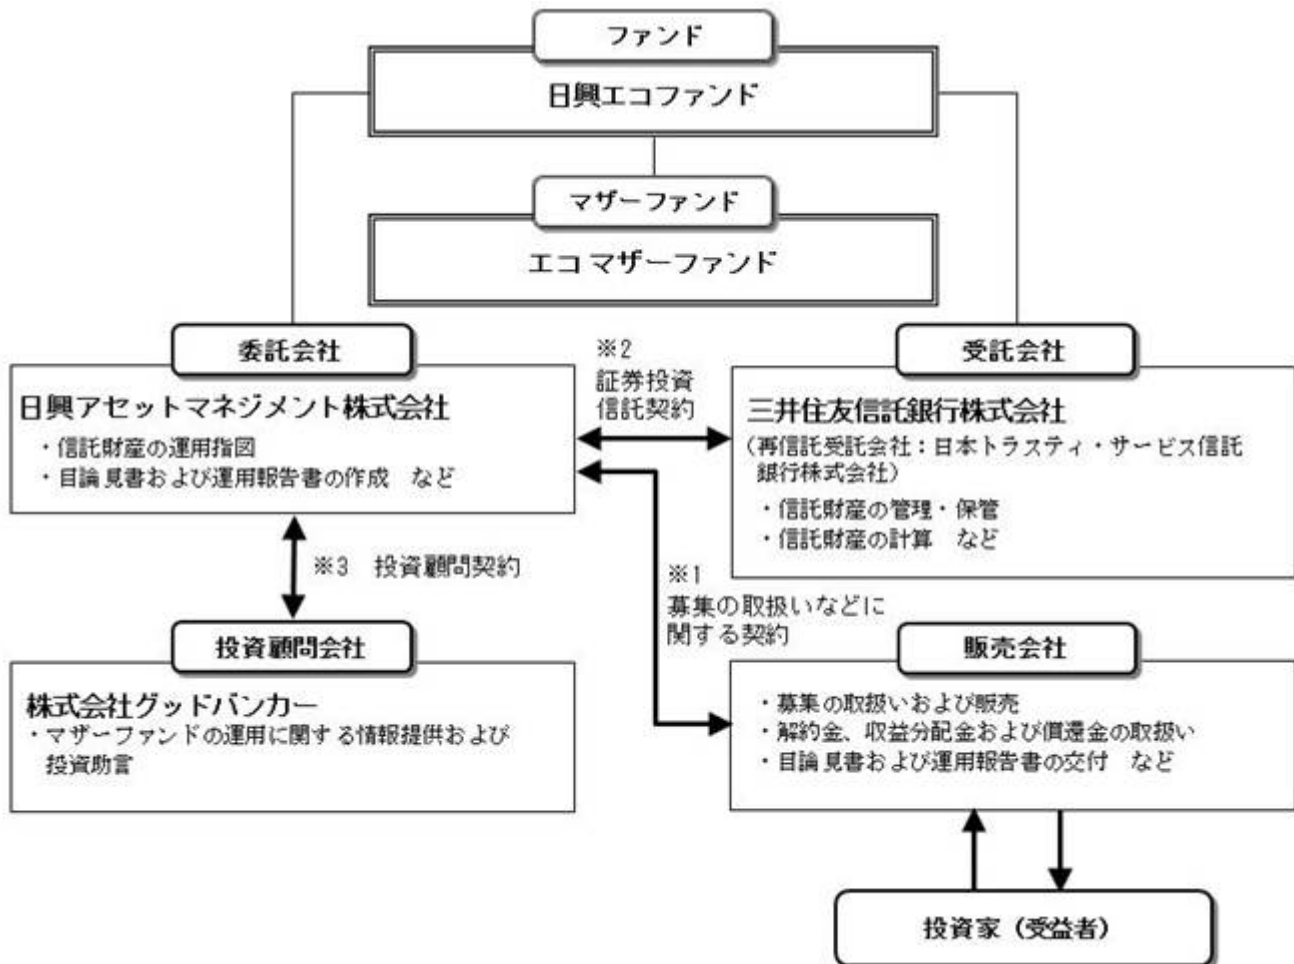 ファンド
日興エコファンド
マザーファンド
エコマザーファンド
委託会社
日興アセットマネジメント株式会社
・信託財産の運用指図
・目論見書および運用報告書の作成　など
※2
証券投資
信託契約
受託会社
三井住友信託銀行株式会社
（再信託受託会社：日本トラスティ・サービス信託
銀行株式会社）
・信託財産の管理・保管
・信託財産の計算　など
※3　投資顧問契約
※1
募集の取扱いなどに
関する契約
投資顧問会社
株式会社グッドバンカー
・マザーファンドの運用に関する情報提供および
投資助言
販売会社
・募集の取扱いおよび販売
・解約金、収益分配金および償還金の取扱い
・目論見書および運用報告書の交付　など
投資家（受益者）